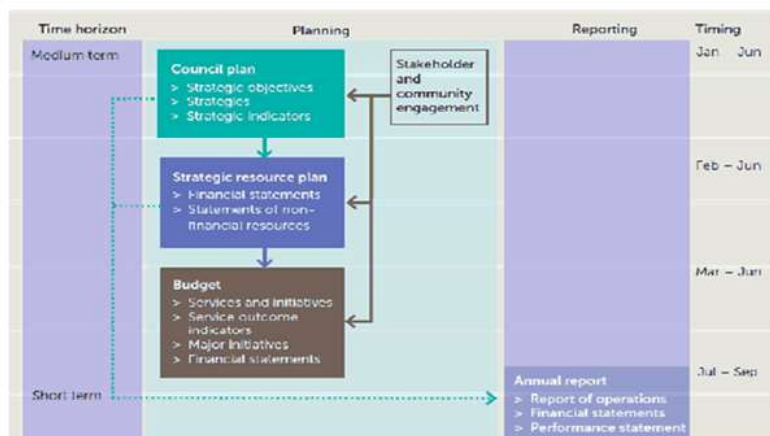 Time horizon
Planning
Reporting
Timing
Medium term
Jan – Jun
Council plan
> Strategic objectives
> Strategies
> Strategic indicators
Stakeholder
and
community
engagement
Feb – Jun
Strategic resource plan
> Financial statements
> Statements of non-
financial resources
Mar – Jun
Budget
> Services and initiatives
> Service outcome
indicators
> Major initiatives
> Financial statements
Jul – Sep
Short term
Annual report
> Report of operations
> Financial statements
> Performance statement